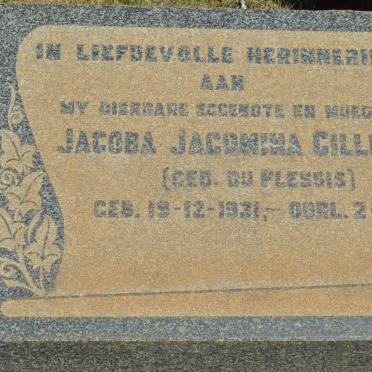 IN LIEFDEVOLLE HERINNERI
AAN
MY DIERBARE EGGENOTE EN MOED
JACOBA JACOMINA CILL
(GEB. DU PLESSIS)
GEB. 19-12-1921,- OORL. 2-